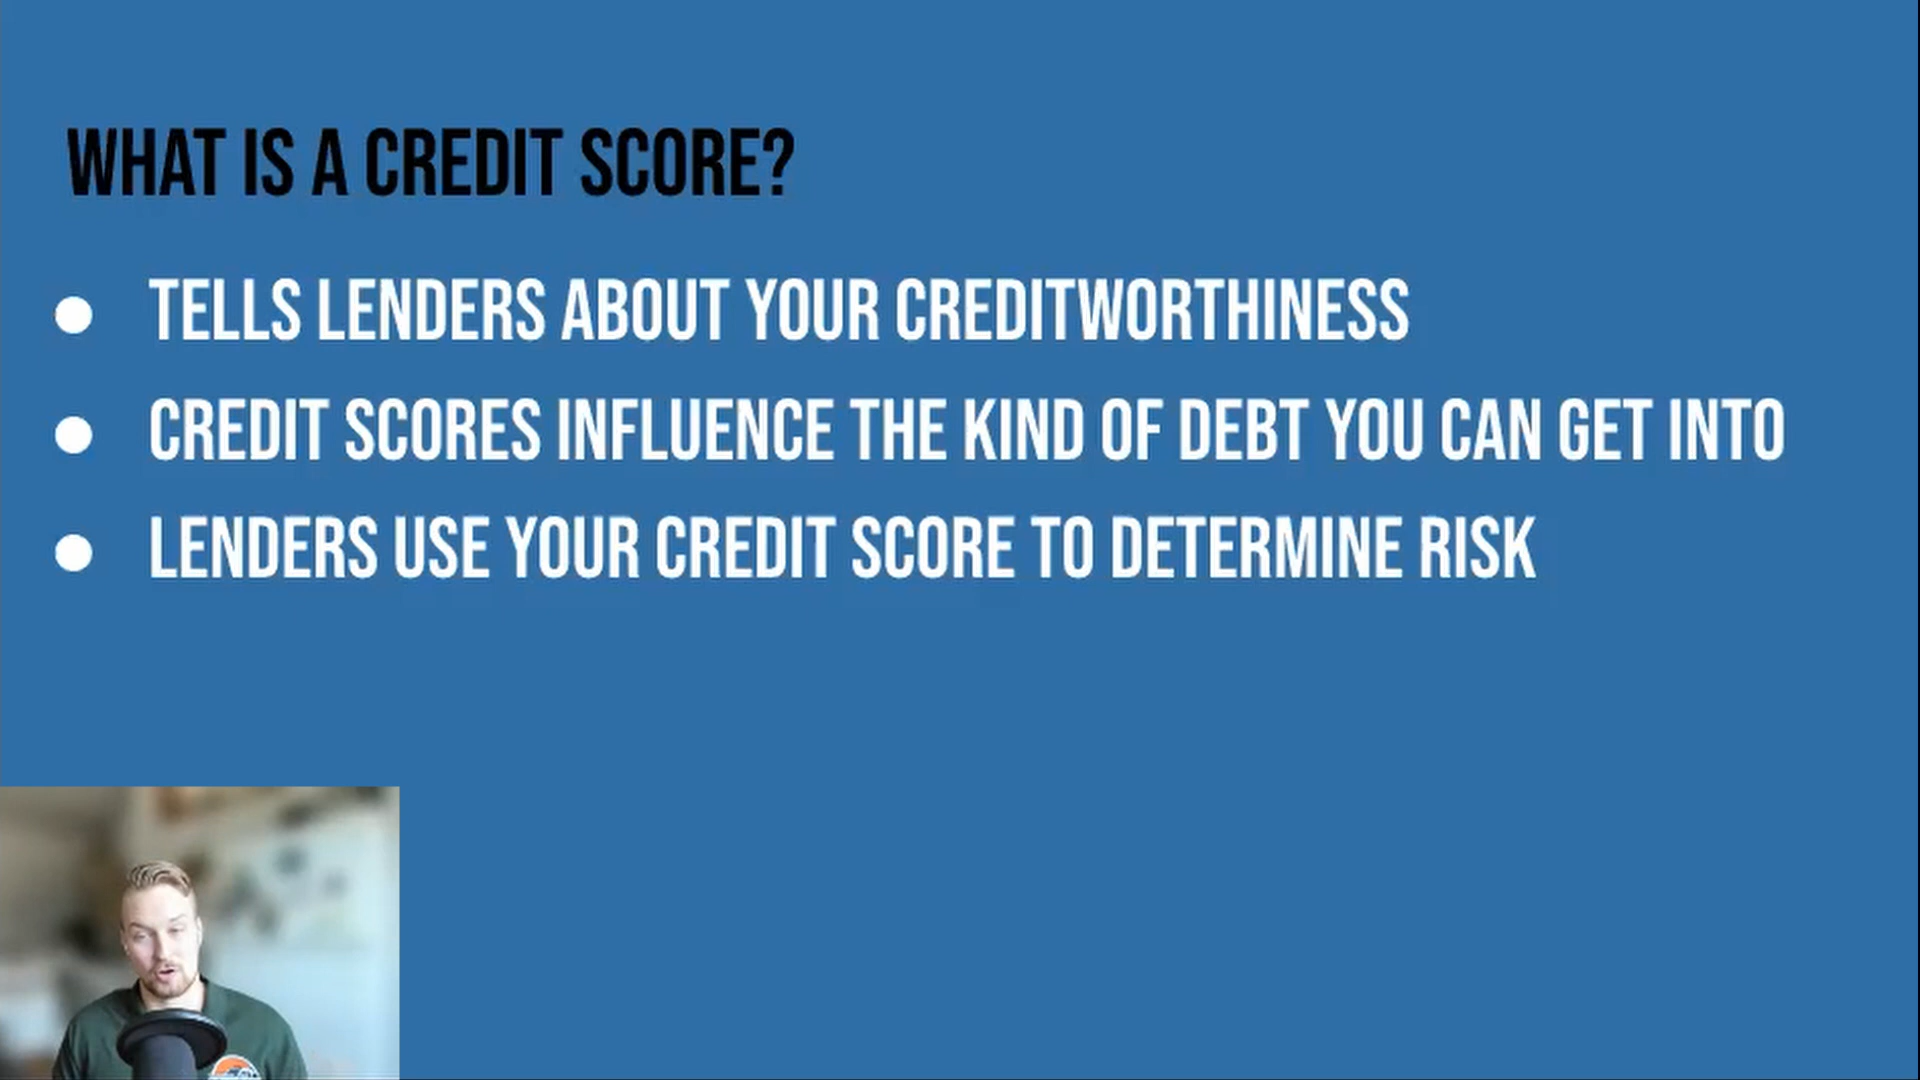 WHAT IS A CREDIT SCORE?
● TELLS LENDERS ABOUT YOUR CREDITWORTHINESS
● CREDIT SCORES INFLUENCE THE KIND OF DEBT YOU CAN GET INTO
● LENDERS USE YOUR CREDIT SCORE TO DETERMINE RISK